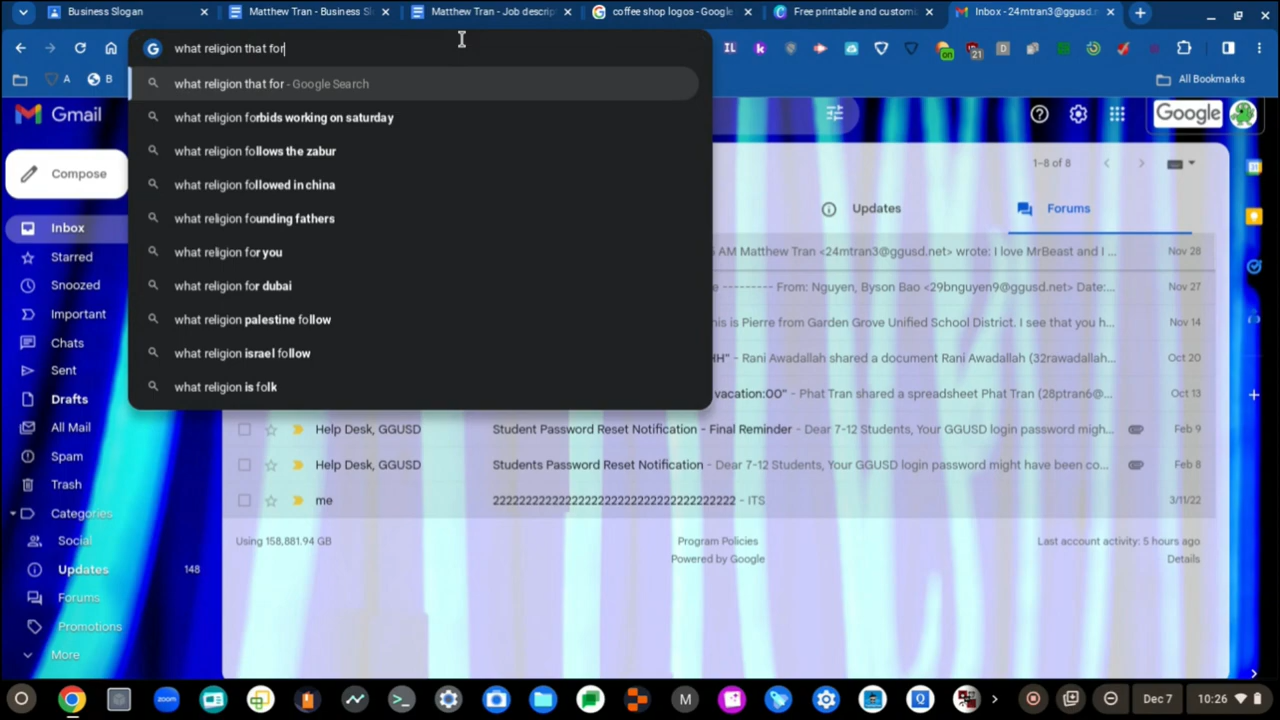 Business Slogan
Matthew Tran - Business Sl
Matthew Tran - Job descrip
coffee shop logos - Google
Free printable and customi
Inbox - 24mtran3@ggusd.n
what religion that for
IL
on
21
D
A
B
All Bookmarks
what religion that for - Google Search
what religion forbids working on saturday
what religion follows the zabur
what religion followed in china
what religion founding fathers
what religion for you
what religion for dubai
what religion palestine follow
what religion israel follow
what religion is folk
Gmail
Google
Compose
1–8 of 8
Inbox
Starred
Snoozed
Important
Chats
Sent
Drafts
All Mail
Spam
Trash
Categories
Social
Updates 148
Forums
Promotions
More
Updates
Forums
AM Matthew Tran <24mtran3@ggusd.net> wrote: I love MrBeast and I ... Nov 28
--------- From: Nguyen, Byson Bao <29bnguyen9@ggusd.net> Date:... Nov 27
his is Pierre from Garden Grove Unified School District. I see that you h... Nov 14
HH" - Rani Awadallah shared a document Rani Awadallah (32rawadallah... Oct 20
vacation:00" - Phat Tran shared a spreadsheet Phat Tran (28ptran6@... Oct 13
Help Desk, GGUSD Student Password Reset Notification - Final Reminder - Dear 7-12 Students, Your GGUSD login password migh... Feb 9
Help Desk, GGUSD Students Password Reset Notification - Dear 7-12 Students, Your GGUSD login password might have been co... Feb 8
me 3/11/22
Using 158,881.94 GB
Program Policies
Powered by Google
Last account activity: 5 hours ago
Details
zoom
M
Q
Dec 7
10:26